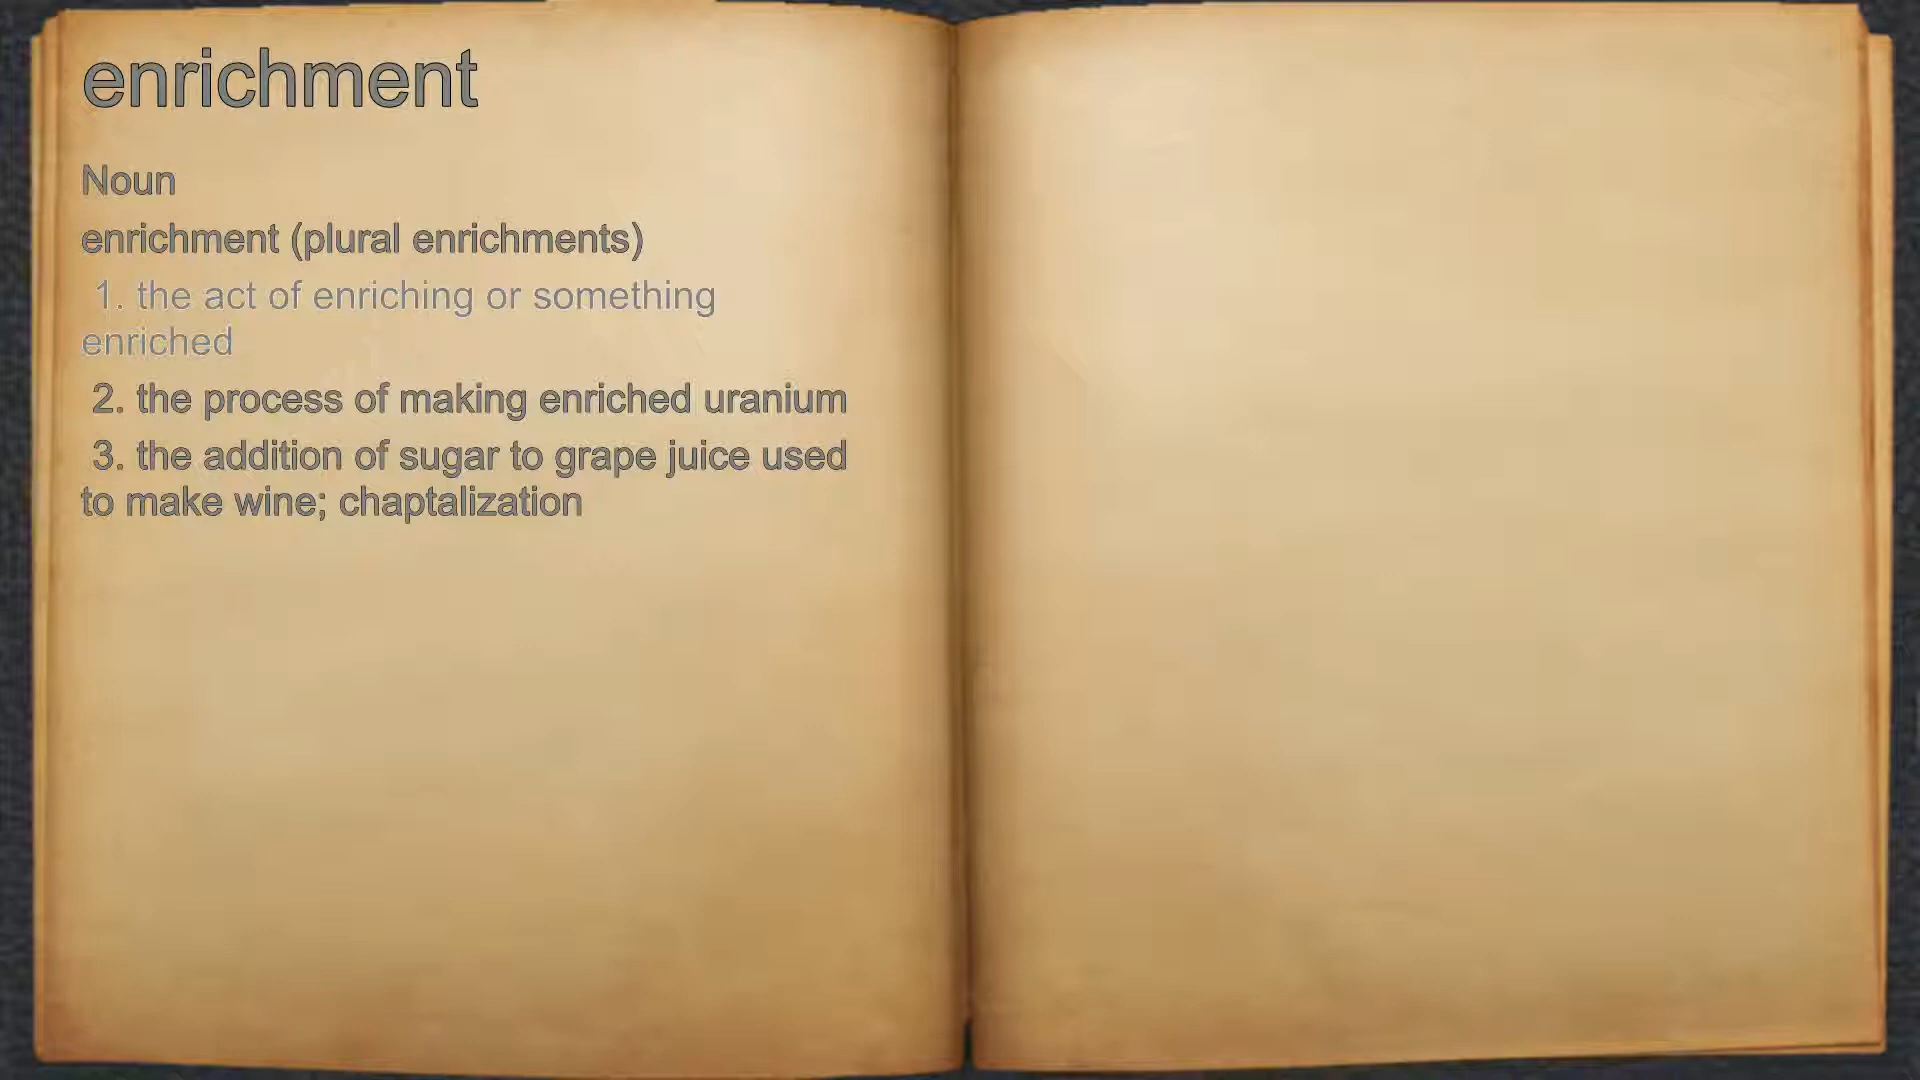 enrichment
Noun
enrichment (plural enrichments)
1. the act of enriching or something
enriched
2. the process of making enriched uranium
3. the addition of sugar to grape juice used
to make wine; chaptalization